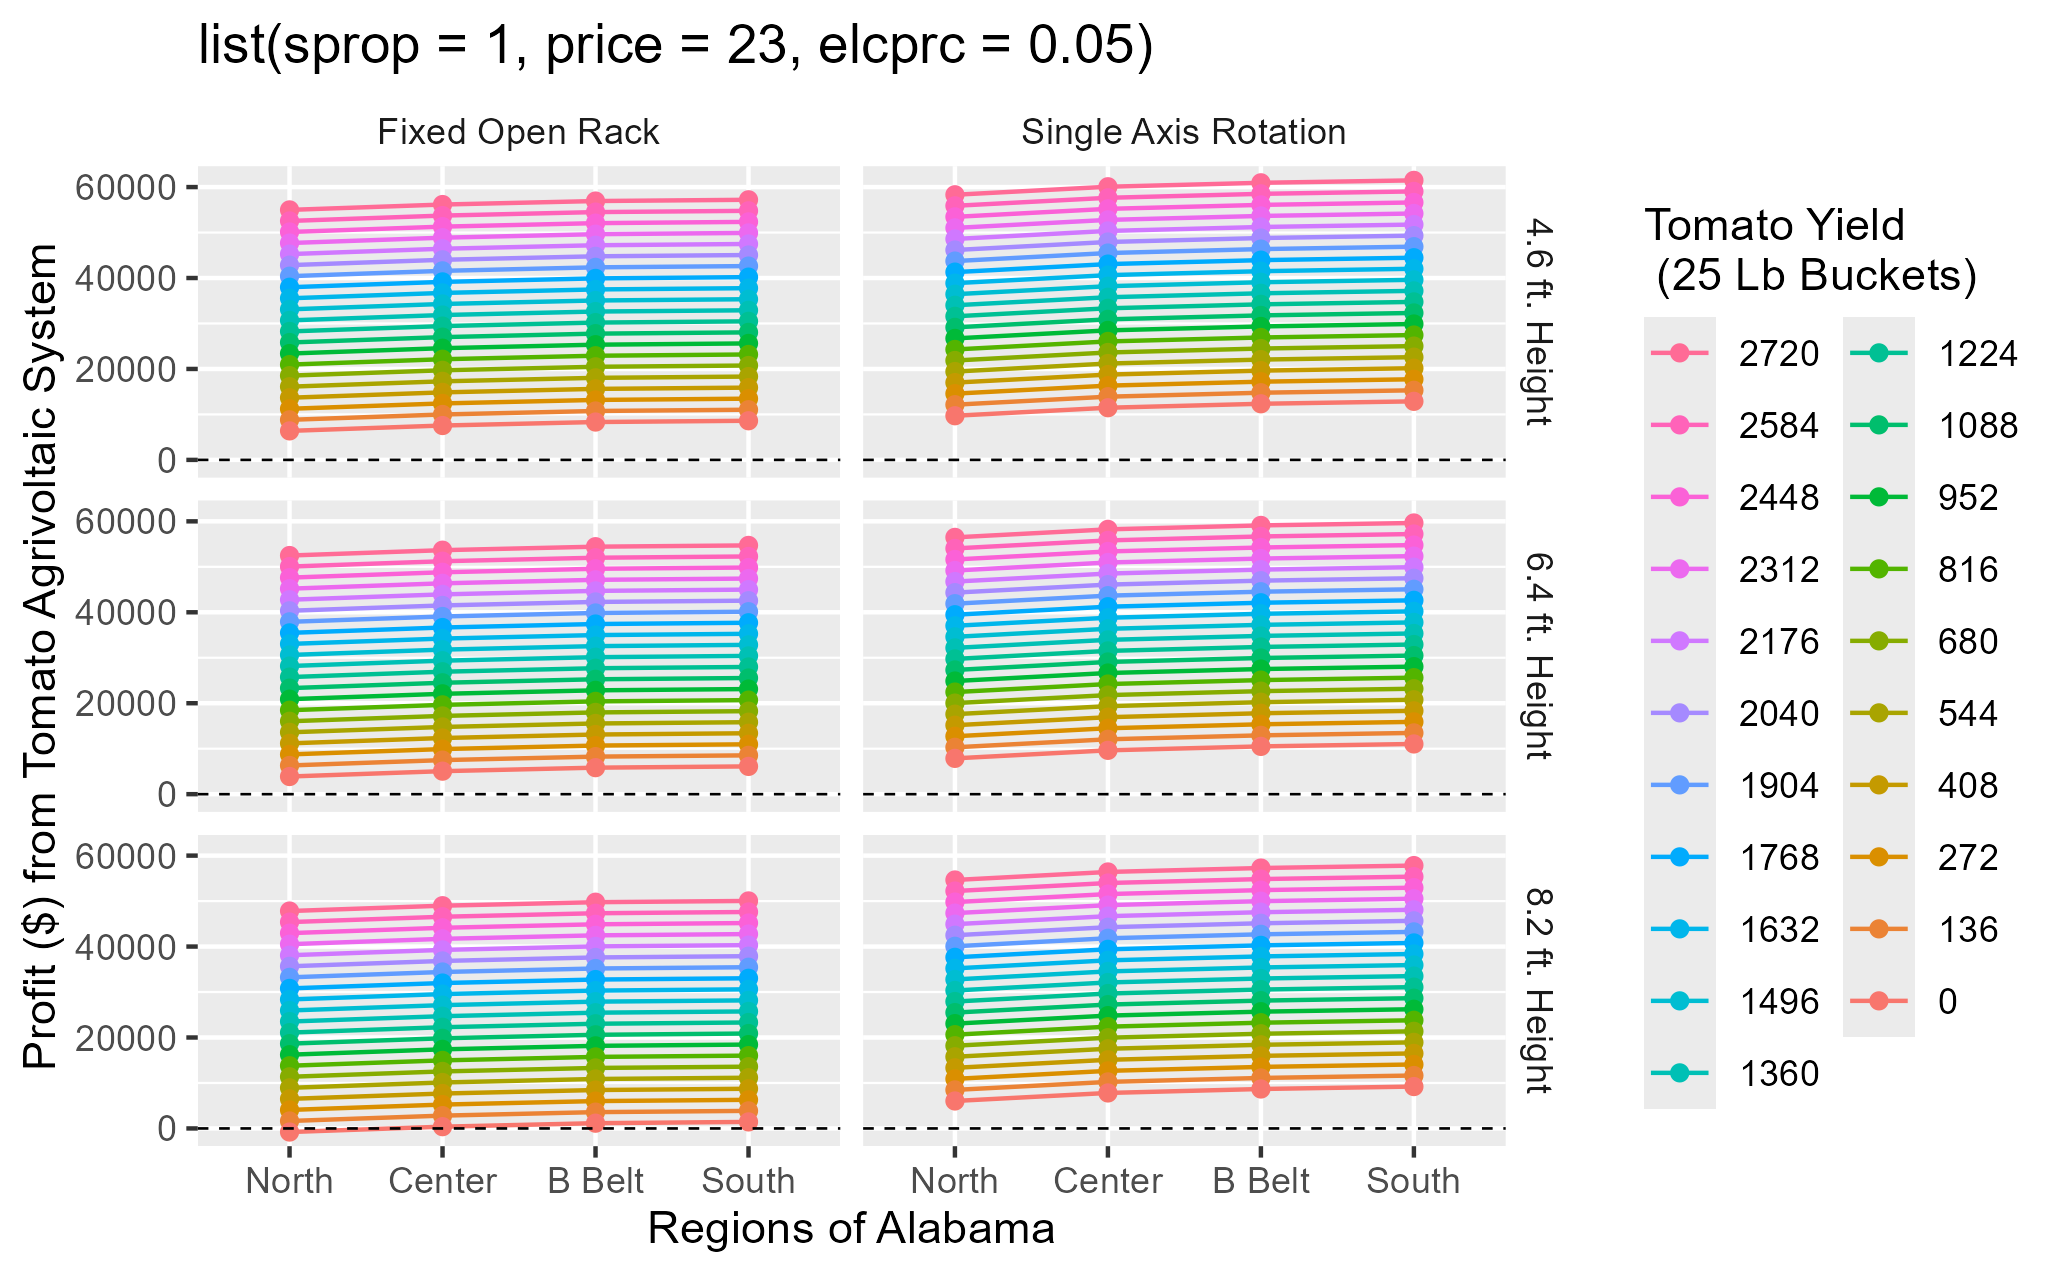 list(sprop = 1, price = 23, elcprc = 0.05)
Fixed Open Rack
Single Axis Rotation
Profit ($) from Tomato Agrivoltaic System
60000
40000
20000
0
4.6 ft. Height
60000
40000
20000
0
6.4 ft. Height
60000
40000
20000
0
8.2 ft. Height
North Center B Belt South
North Center B Belt South
Regions of Alabama
Tomato Yield
(25 Lb Buckets)
2720
2584
2448
2312
2176
2040
1904
1768
1632
1496
1360
1224
1088
952
816
680
544
408
272
136
0